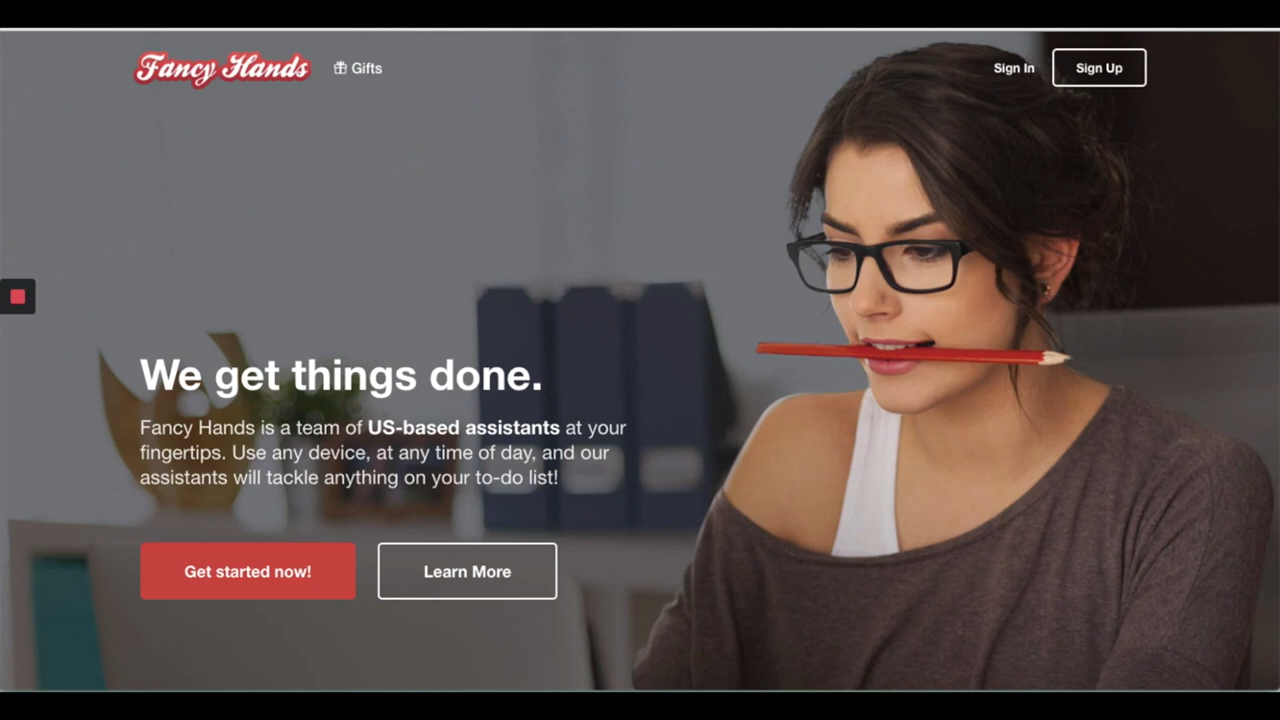 Fancy Hands
Gifts
Sign In
Sign Up
We get things done.
Fancy Hands is a team of US-based assistants at your
fingertips. Use any device, at any time of day, and our
assistants will tackle anything on your to-do list!
Get started now!
Learn More